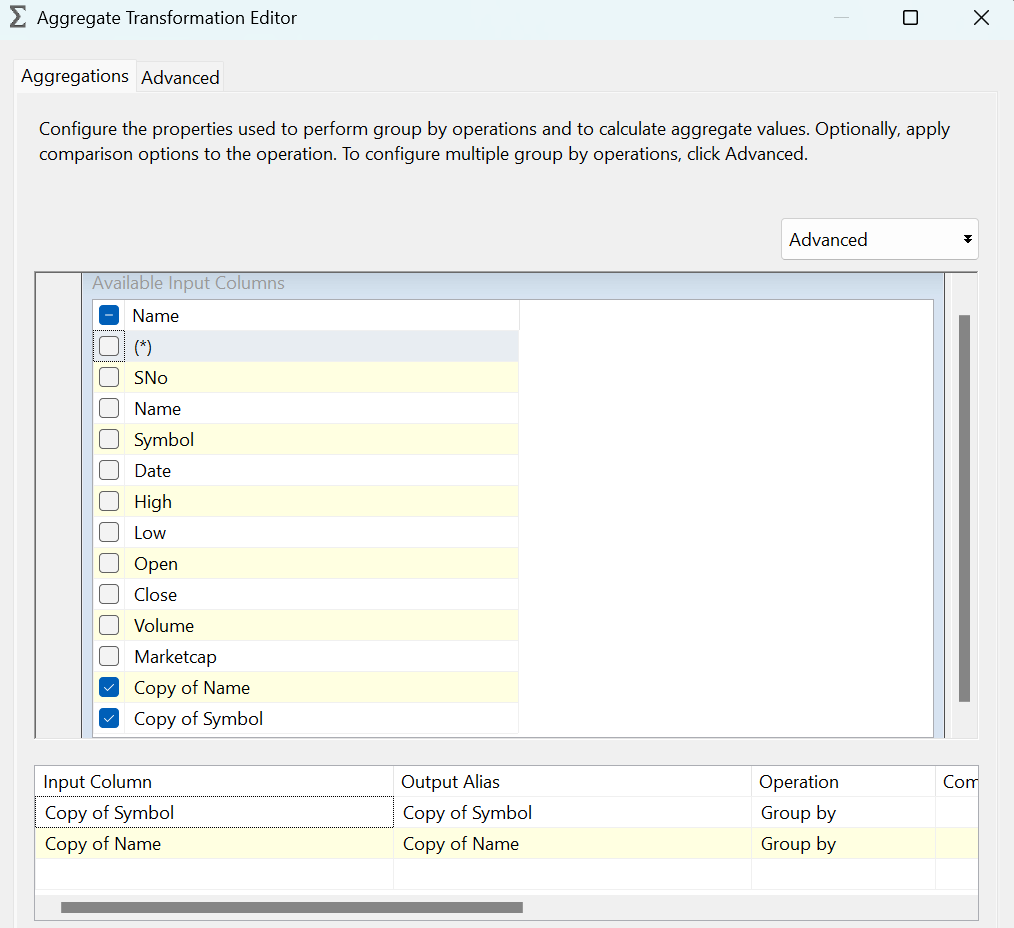 Aggregate Transformation Editor
Aggregations Advanced
Configure the properties used to perform group by operations and to calculate aggregate values. Optionally, apply
comparison options to the operation. To configure multiple group by operations, click Advanced.
Advanced
Available Input Columns
Name
(*)
SNo
Name
Symbol
Date
High
Low
Open
Close
Volume
Marketcap
Copy of Name
Copy of Symbol
Input Column Output Alias Operation Com
Copy of Symbol Copy of Symbol Group by
Copy of Name Copy of Name Group by